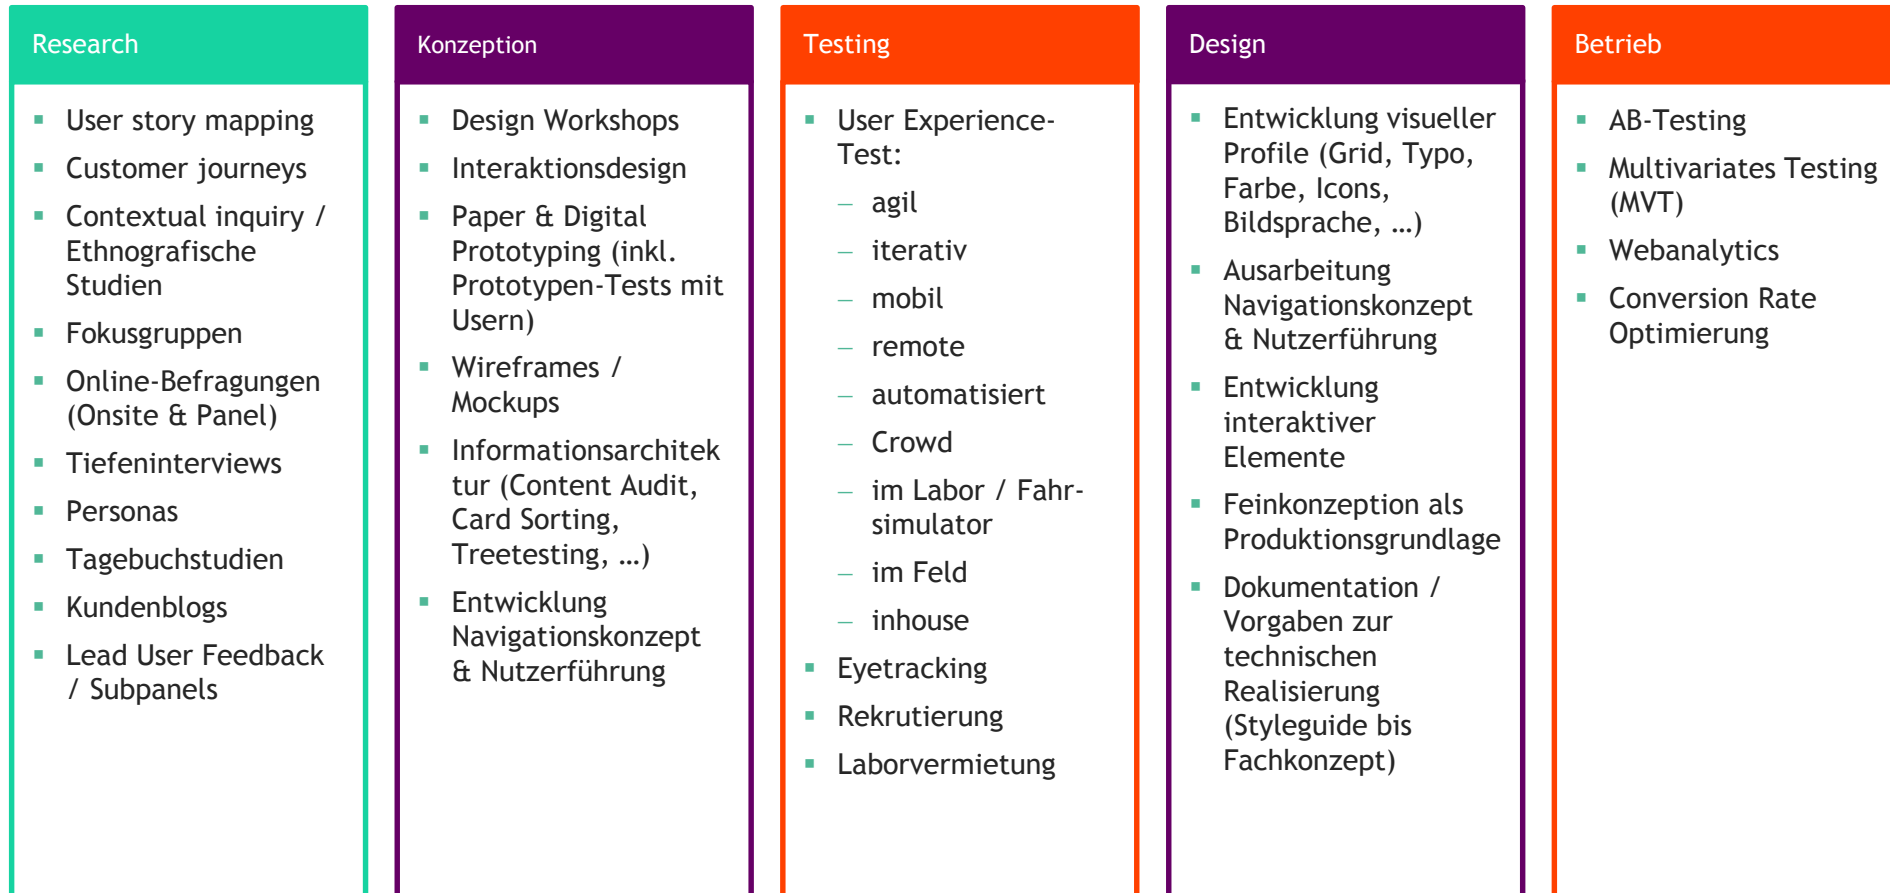 Research
User story mapping
Customer journeys
Contextual inquiry /
Ethnografische
Studien
Fokusgruppen
Online-Befragungen
(Onsite & Panel)
Tiefeninterviews
Personas
Tagebuchstudien
Kundenblogs
Lead User Feedback
/ Subpanels
Konzeption
Design Workshops
Interaktionsdesign
Paper & Digital
Prototyping (inkl.
Prototypen-Tests mit
Usern)
Wireframes /
Mockups
Informationsarchitek
tur (Content Audit,
Card Sorting,
Treetesting, …)
Entwicklung
Navigationskonzept
& Nutzerführung
Testing
User Experience-
Test:
– agil
– iterativ
– mobil
– remote
– automatisiert
– Crowd
– im Labor / Fahr-
simulator
– im Feld
– inhouse
Eyetracking
Rekrutierung
Laborvermietung
Design
Entwicklung visueller
Profile (Grid, Typo,
Farbe, Icons,
Bildsprache, …)
Ausarbeitung
Navigationskonzept
& Nutzerführung
Entwicklung
interaktiver
Elemente
Feinkonzeption als
Produktionsgrundlage
Dokumentation /
Vorgaben zur
technischen
Realisierung
(Styleguide bis
Fachkonzept)
Betrieb
AB-Testing
Multivariates Testing
(MVT)
Webanalytics
Conversion Rate
Optimierung